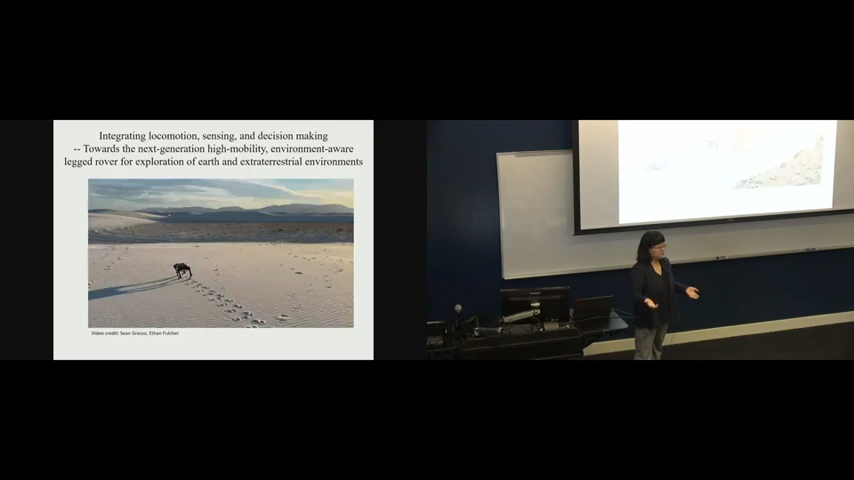 Integrating locomotion, sensing, and decision making
-- Towards the next-generation high-mobility, environment-aware
legged rover for exploration of earth and extraterrestrial environments
Video credit: Sean Grasso, Ethan Fulcher